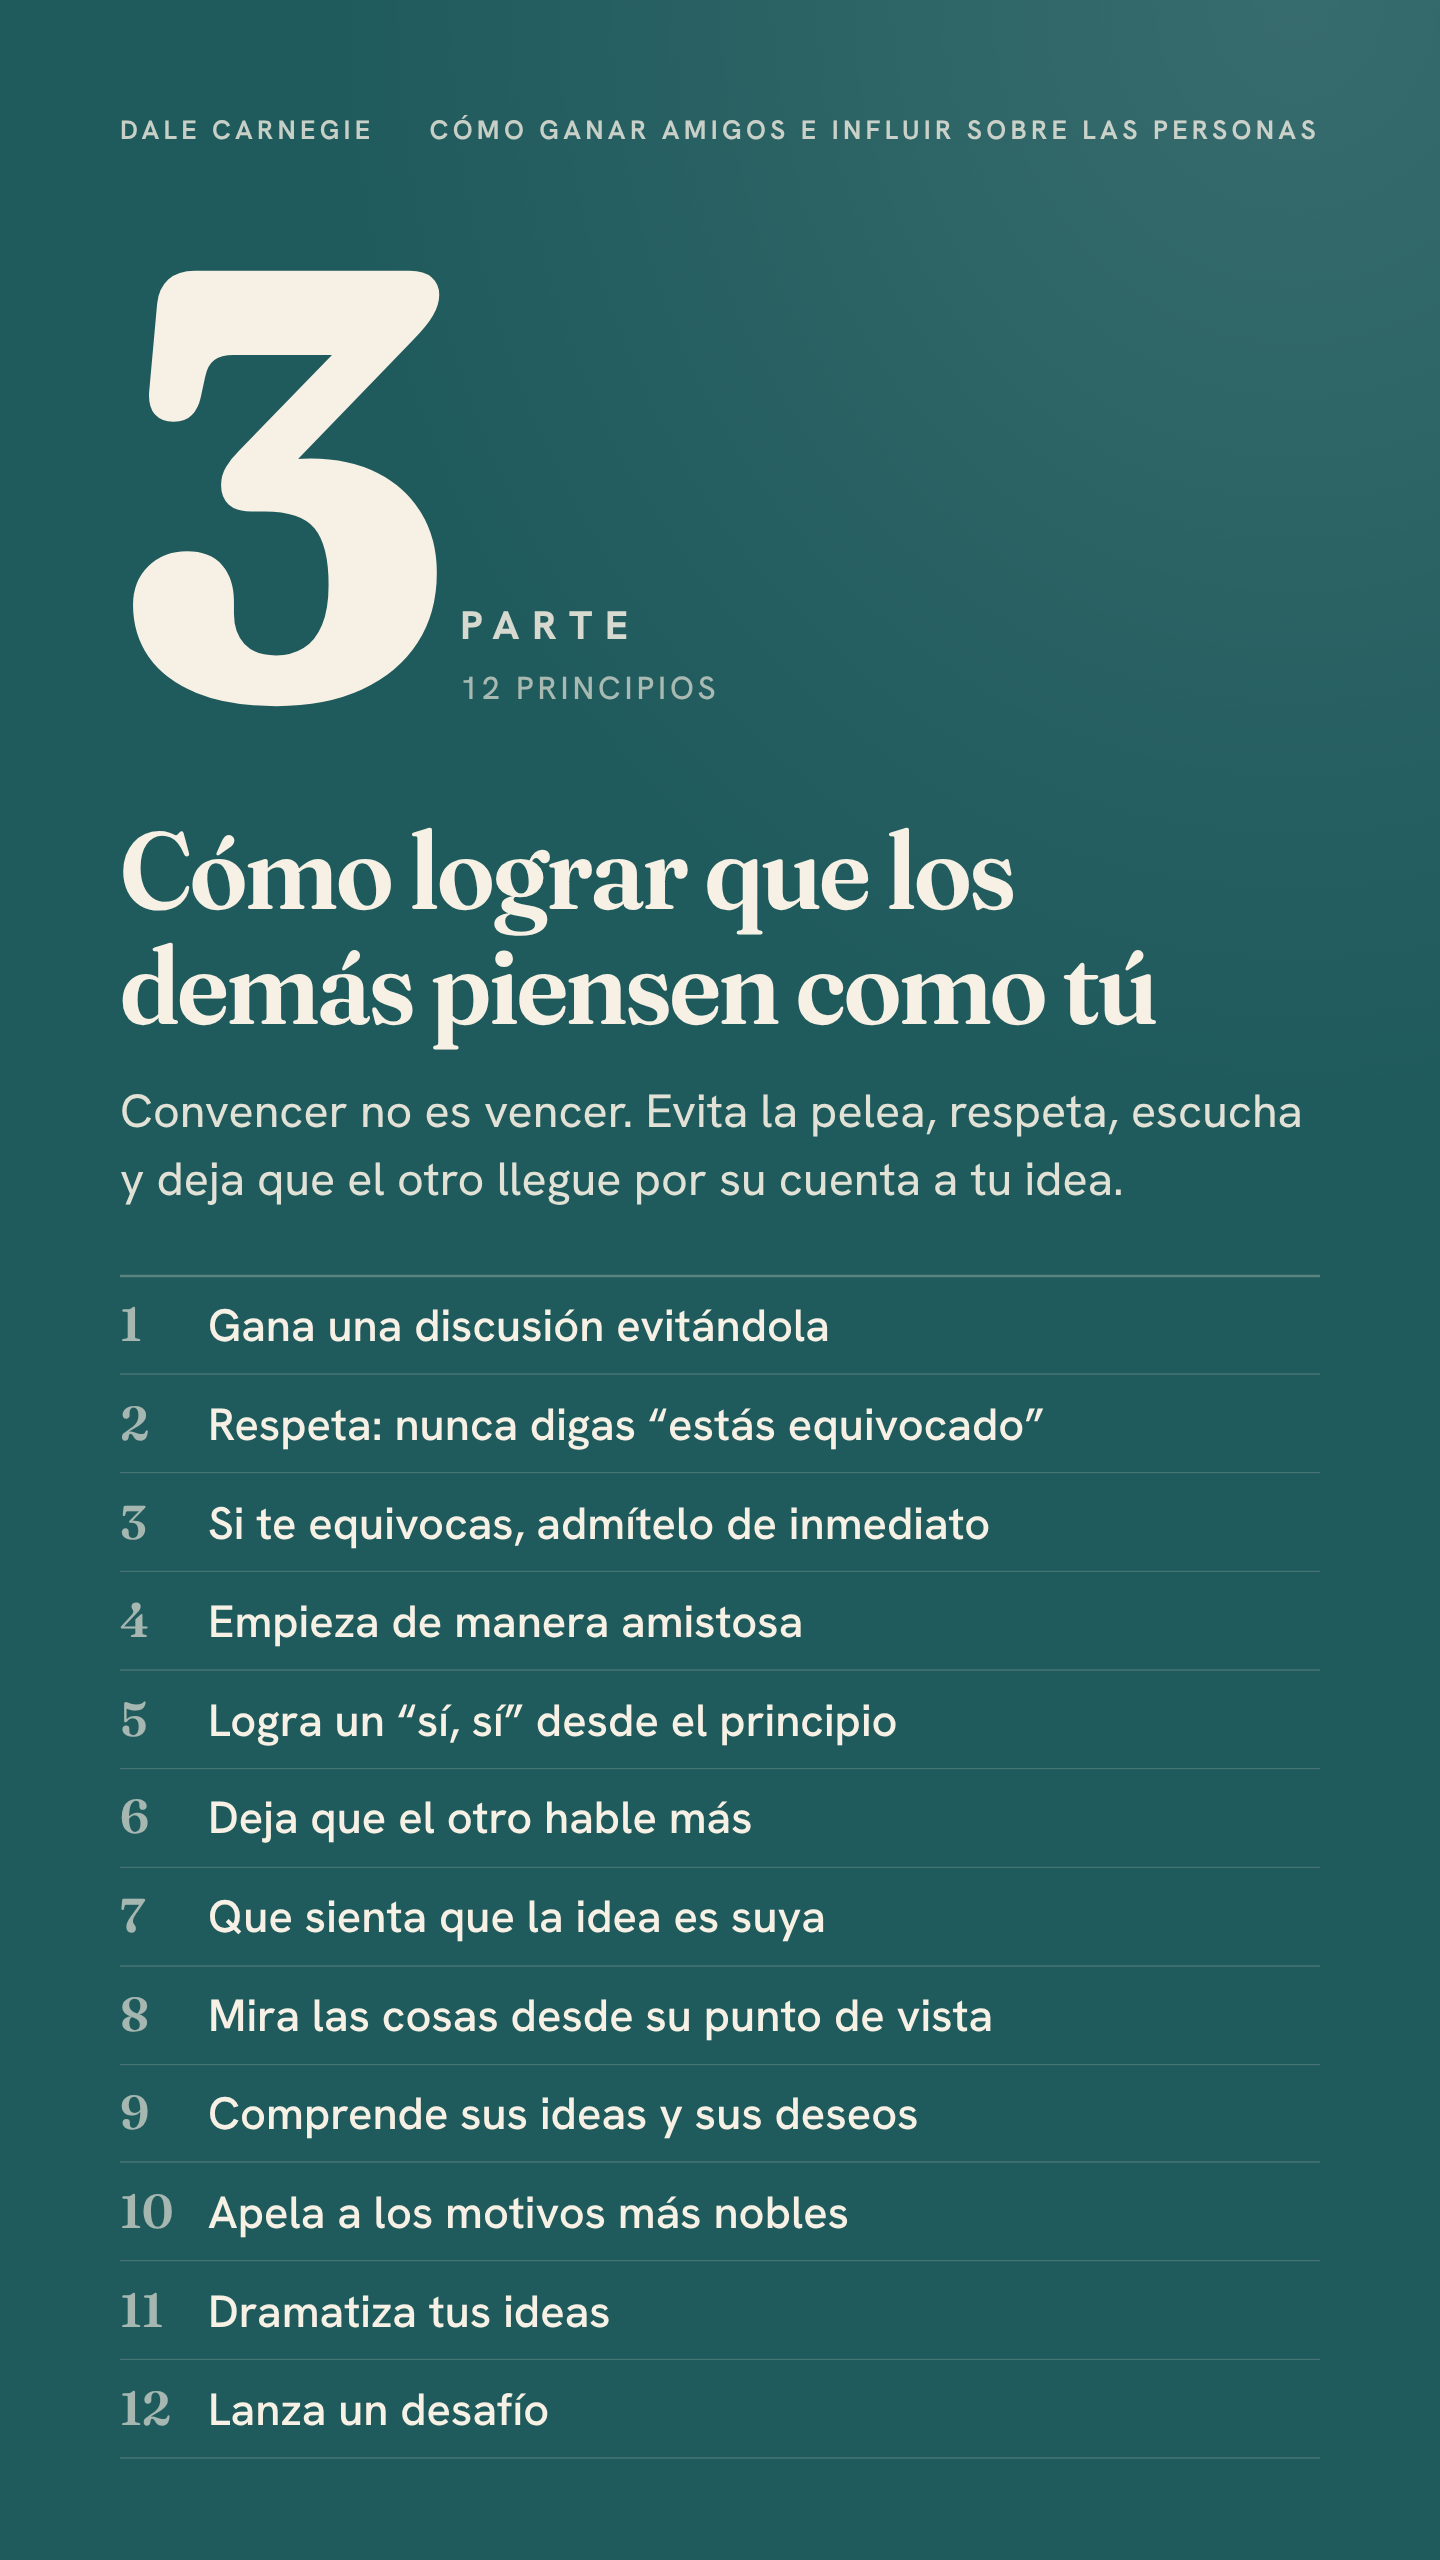 DALE CARNEGIE CÓMO GANAR AMIGOS E INFLUIR SOBRE LAS PERSONAS
3
PARTE
12 PRINCIPIOS
Cómo lograr que los
demás piensen como tú
Convencer no es vencer. Evita la pelea, respeta, escucha
y deja que el otro llegue por su cuenta a tu idea.
1 Gana una discusión evitándola
2 Respeta: nunca digas “estás equivocado”
3 Si te equivocas, admítelo de inmediato
4 Empieza de manera amistosa
5 Logra un “sí, sí” desde el principio
6 Deja que el otro hable más
7 Que sienta que la idea es suya
8 Mira las cosas desde su punto de vista
9 Comprende sus ideas y sus deseos
10 Apela a los motivos más nobles
11 Dramatiza tus ideas
12 Lanza un desafío